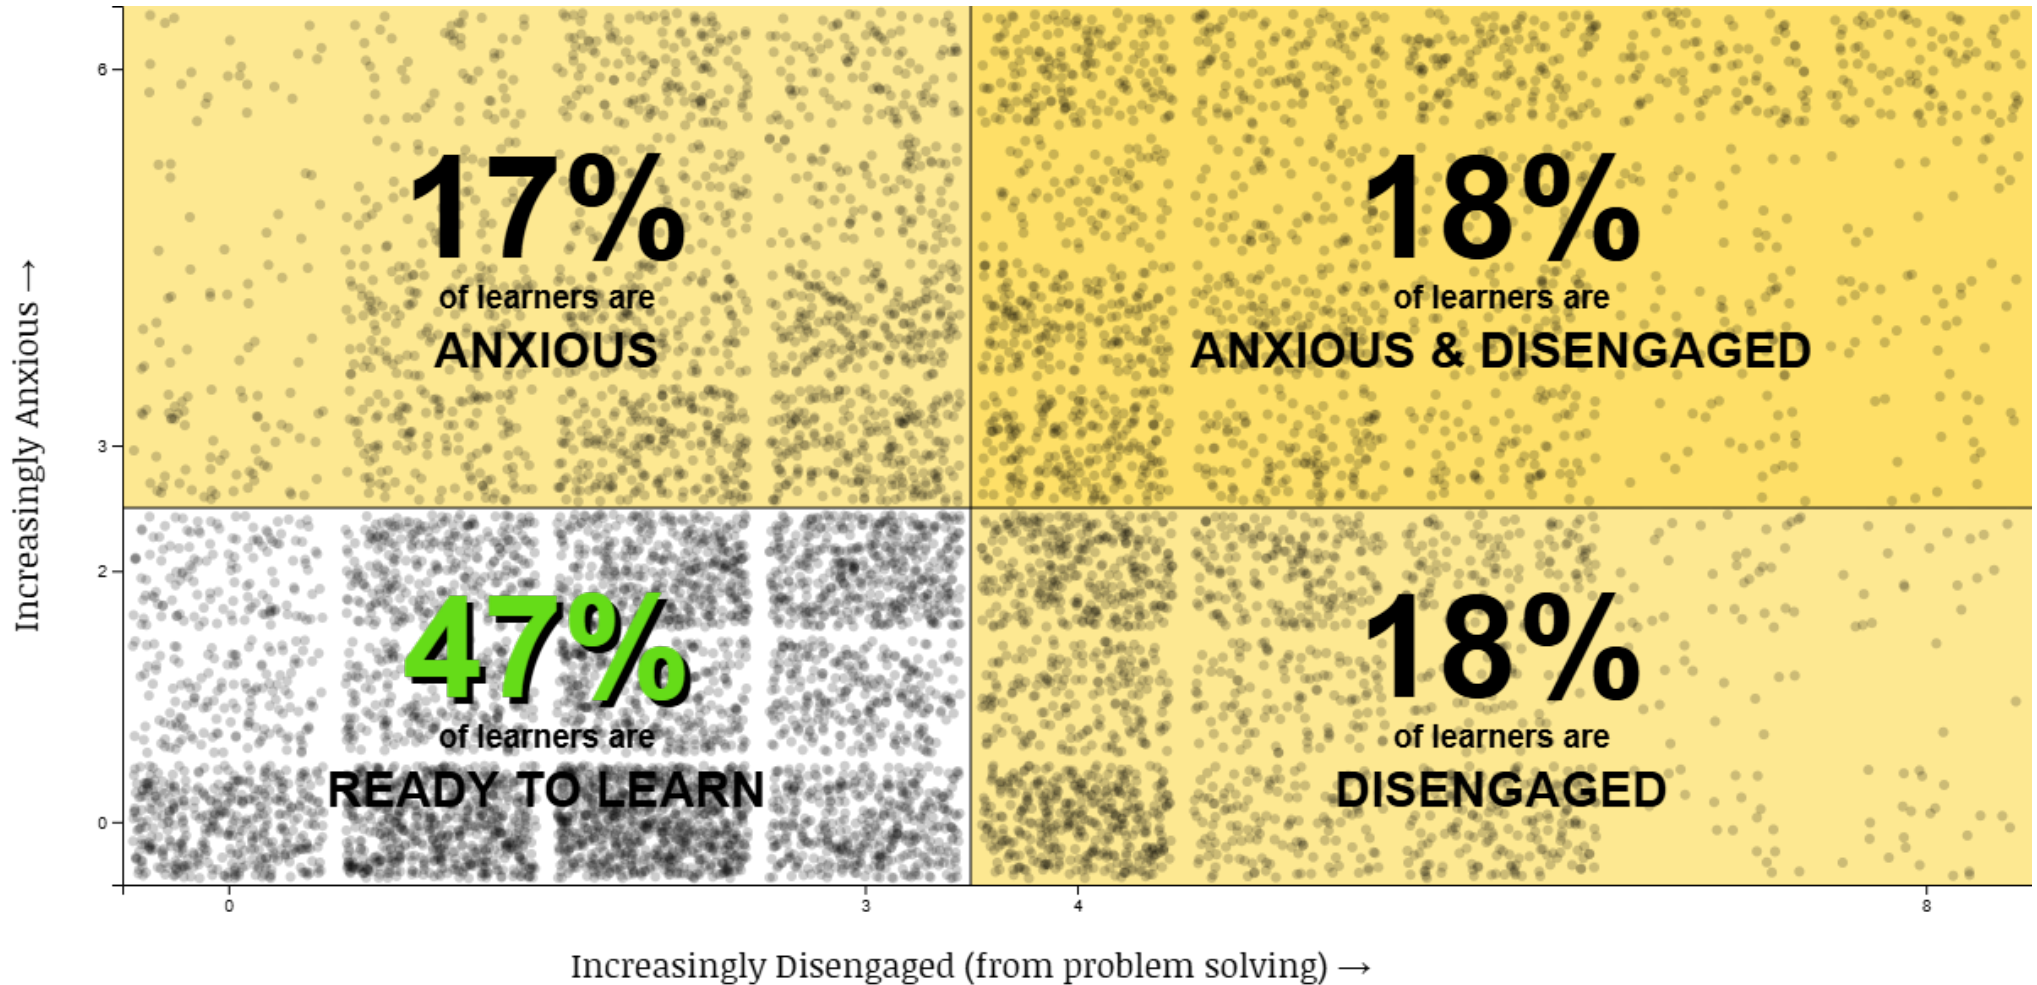 Increasingly Anxious →
6
3
2
0
17%
of learners are
ANXIOUS
18%
of learners are
ANXIOUS & DISENGAGED
47%
of learners are
READY TO LEARN
18%
of learners are
DISENGAGED
0
3
4
8
Increasingly Disengaged (from problem solving) →